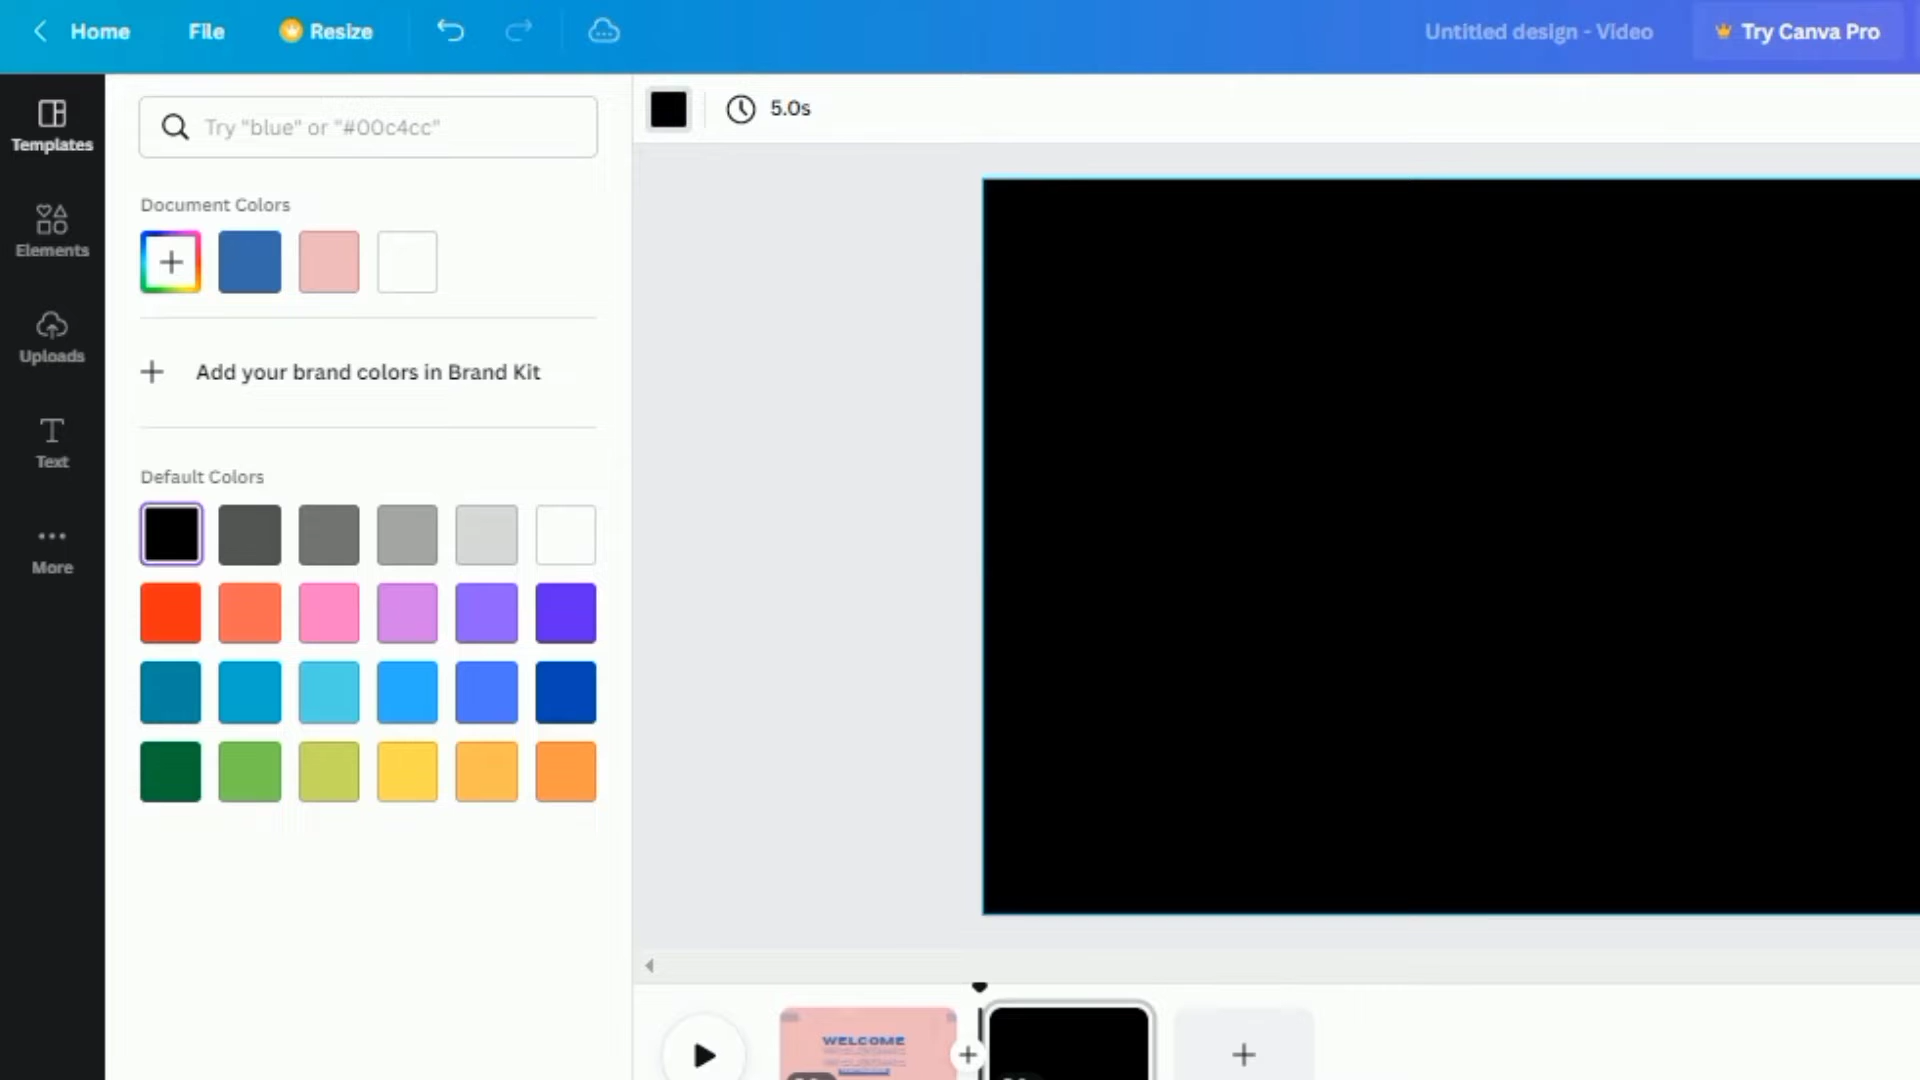 Home File Resize Untitled design - Video Try Canva Pro
Templates
Elements
Uploads
Text
More
Try "blue" or "#00c4cc"
Document Colors
Add your brand colors in Brand Kit
Default Colors
5.0s
WELCOME